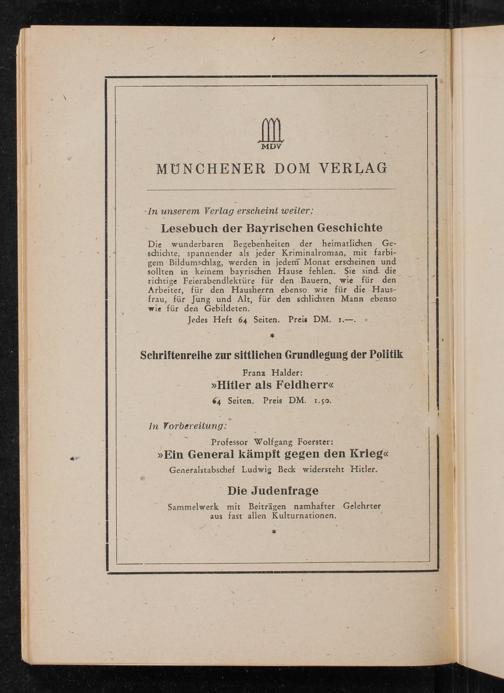 MDV
MÜNCHENER DOM VERLAG
In unserem Verlag erscheint weiter:
Lesebuch der Bayrischen Geschichte
Die wunderbaren Begebenheiten der heimatlichen Ge-
schichte, spannender als jeder Kriminalroman, mit farbi-
gem Bildumschlag, werden in jedem Monat erscheinen und
sollten in keinem bayrischen Hause fehlen. Sie sind die
richtige Feierabendlektüre für den Bauern, wie für den
Arbeiter, für den Hausherrn ebenso wie für die Haus-
frau, für Jung und Alt, für den schlichten Mann ebenso
wie für den Gebildeten.
Jedes Heft 64 Seiten. Preis DM. 1.—.
*
Schriftenreihe zur sittlichen Grundlegung der Politik
Franz Halder:
»Hitler als Feldherr«
64 Seiten. Preis DM. 1.50.
In Vorbereitung:
Professor Wolfgang Foerster:
»Ein General kämpft gegen den Krieg«
Generalstabschef Ludwig Beck widersteht Hitler.
Die Judenfrage
Sammelwerk mit Beiträgen namhafter Gelehrter
aus fast allen Kulturnationen.
*